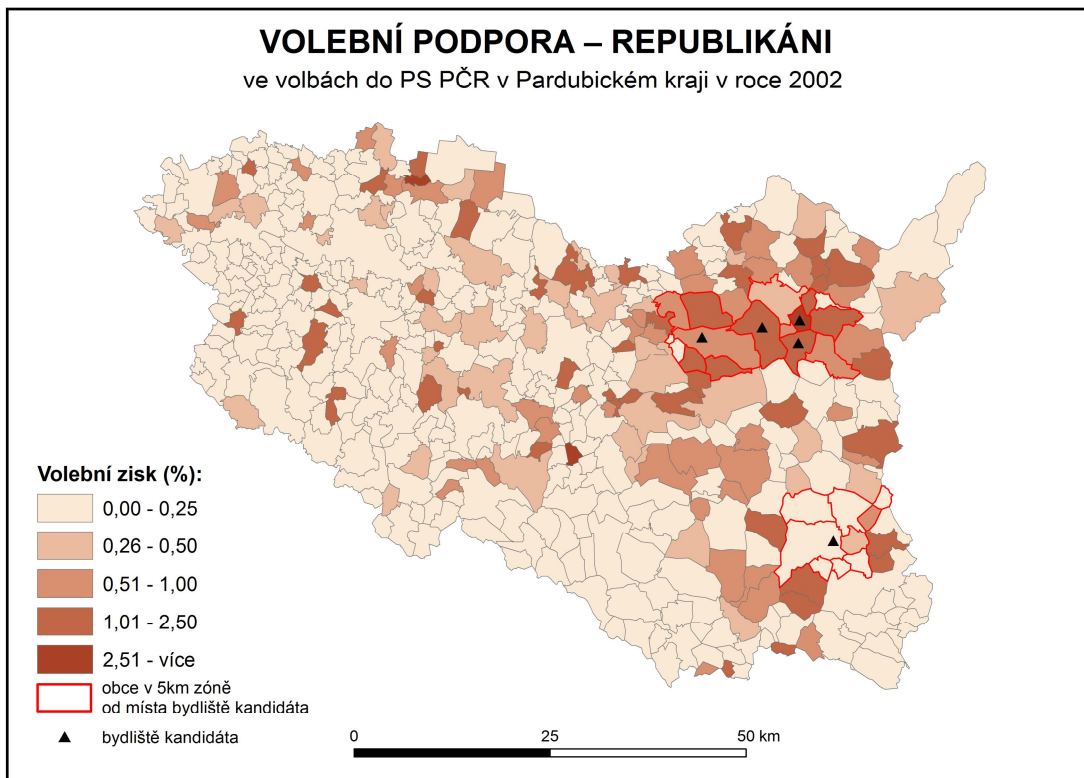 VOLEBNÍ PODPORA – REPUBLIKÁNI
ve volbách do PS PČR v Pardubickém kraji v roce 2002
Volební zisk (%):
0,00 - 0,25
0,26 - 0,50
0,51 - 1,00
1,01 - 2,50
2,51 - více
obce v 5km zóně
od místa bydliště kandidáta
bydliště kandidáta
0 25 50 km